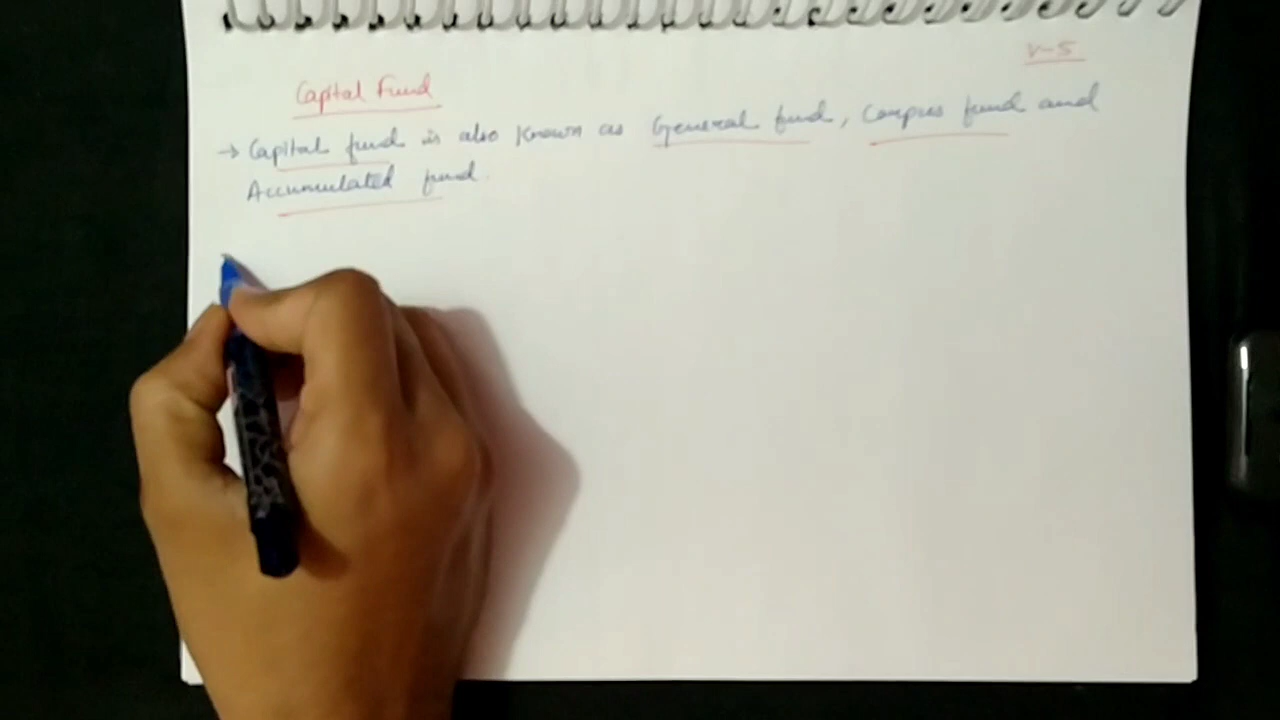 V-5
Capital Fund
→ Capital fund is also known as General fund, Corpus fund and
Accumulated fund.